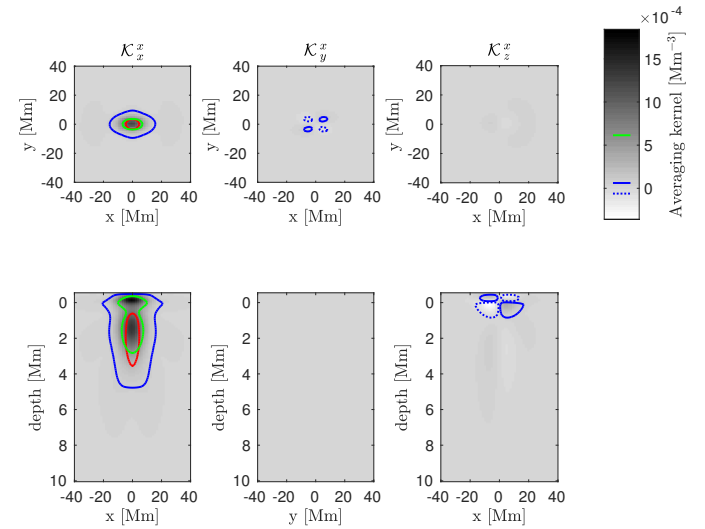 ×10⁻⁴
𝒦ₓˣ 𝒦ᵧˣ 𝒦_zˣ
40 40 40
20 20 20
0 0 0
-20 -20 -20
-40 -40 -40
y [Mm] y [Mm] y [Mm]
-40 -20 0 20 40 -40 -20 0 20 40 -40 -20 0 20 40
x [Mm] x [Mm] x [Mm]
15
10
5
0
Averaging kernel [Mm⁻³]
0 0 0
2 2 2
4 4 4
6 6 6
8 8 8
10 10 10
depth [Mm] depth [Mm] depth [Mm]
-40 -20 0 20 40 -40 -20 0 20 40 -40 -20 0 20 40
x [Mm] y [Mm] x [Mm]